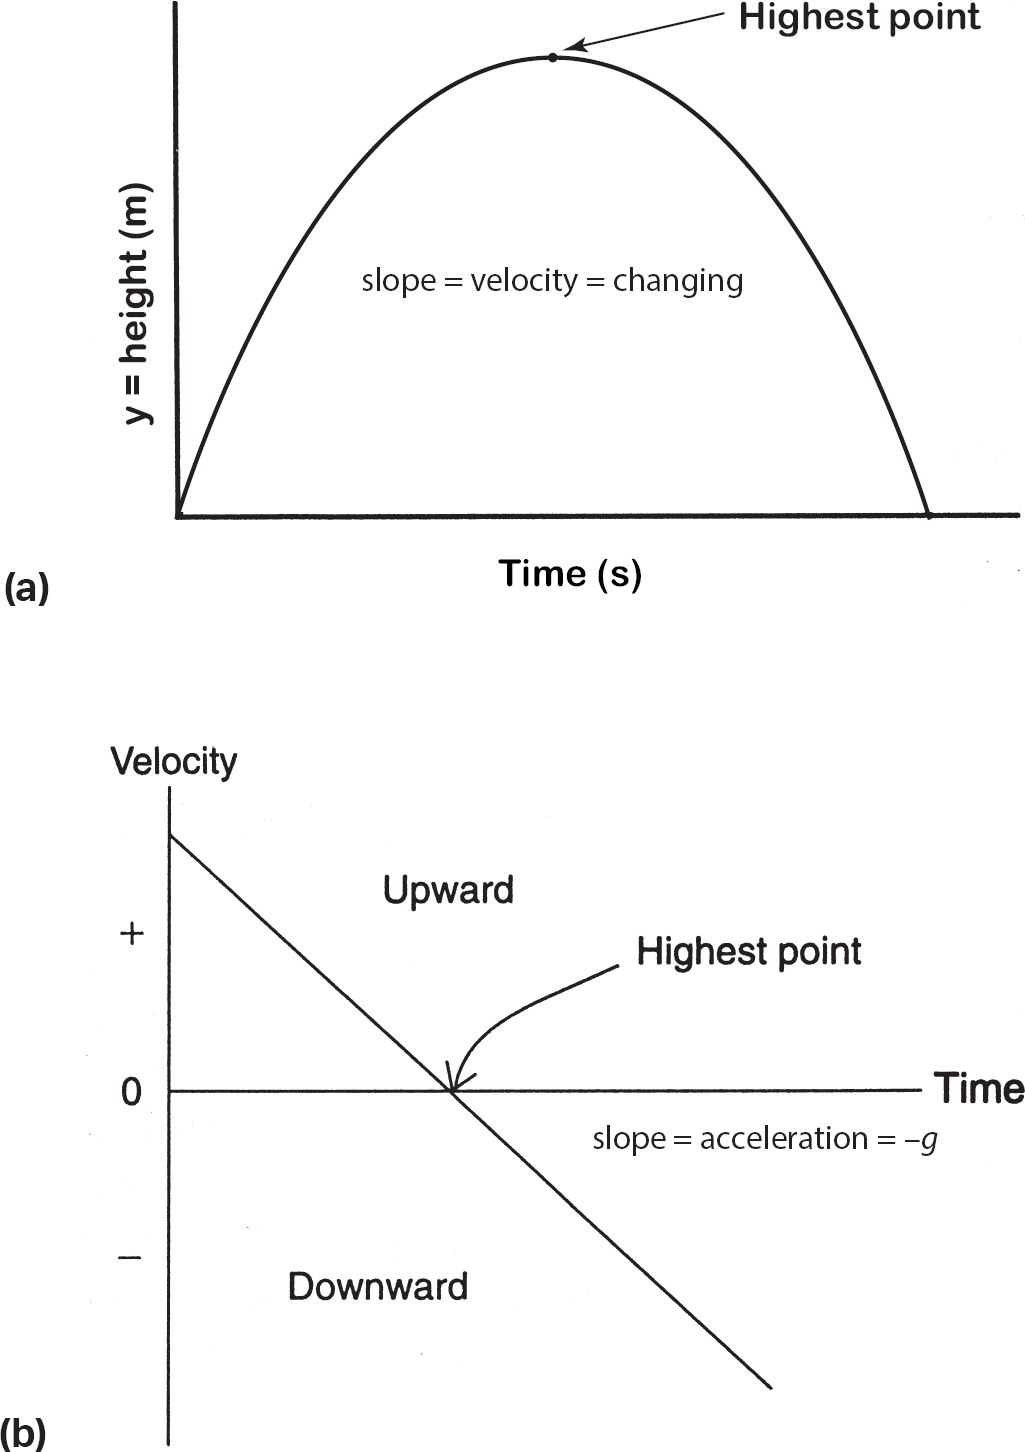 Highest point
y = height (m)
slope = velocity = changing
Time (s)
(a)
Velocity
Upward
+
Highest point
0
Time
slope = acceleration = –g
–
Downward
(b)